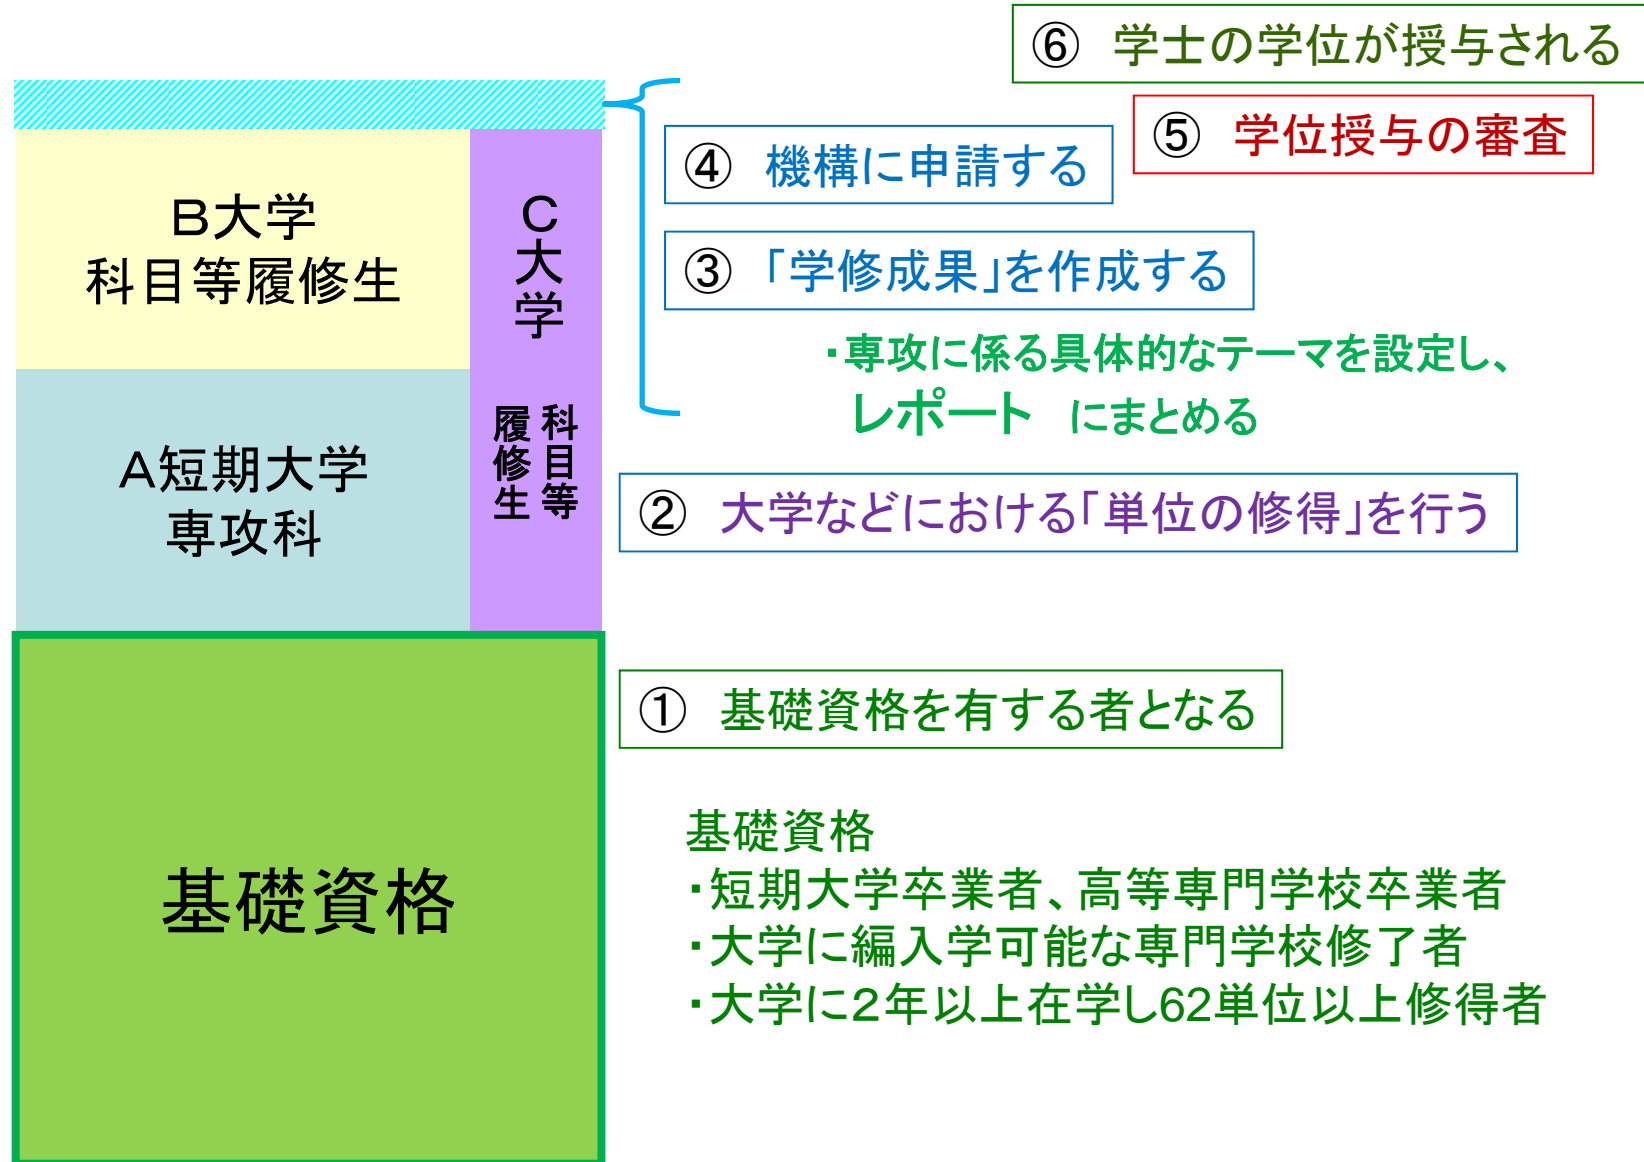 ⑥ 学士の学位が授与される
⑤ 学位授与の審査
④ 機構に申請する
③ 「学修成果」を作成する
・専攻に係る具体的なテーマを設定し、
レポート にまとめる
② 大学などにおける「単位の修得」を行う
① 基礎資格を有する者となる
基礎資格
・短期大学卒業者、高等専門学校卒業者
・大学に編入学可能な専門学校修了者
・大学に2年以上在学し62単位以上修得者
B大学
科目等履修生
C大学
科目等
履修生
A短期大学
専攻科
基礎資格